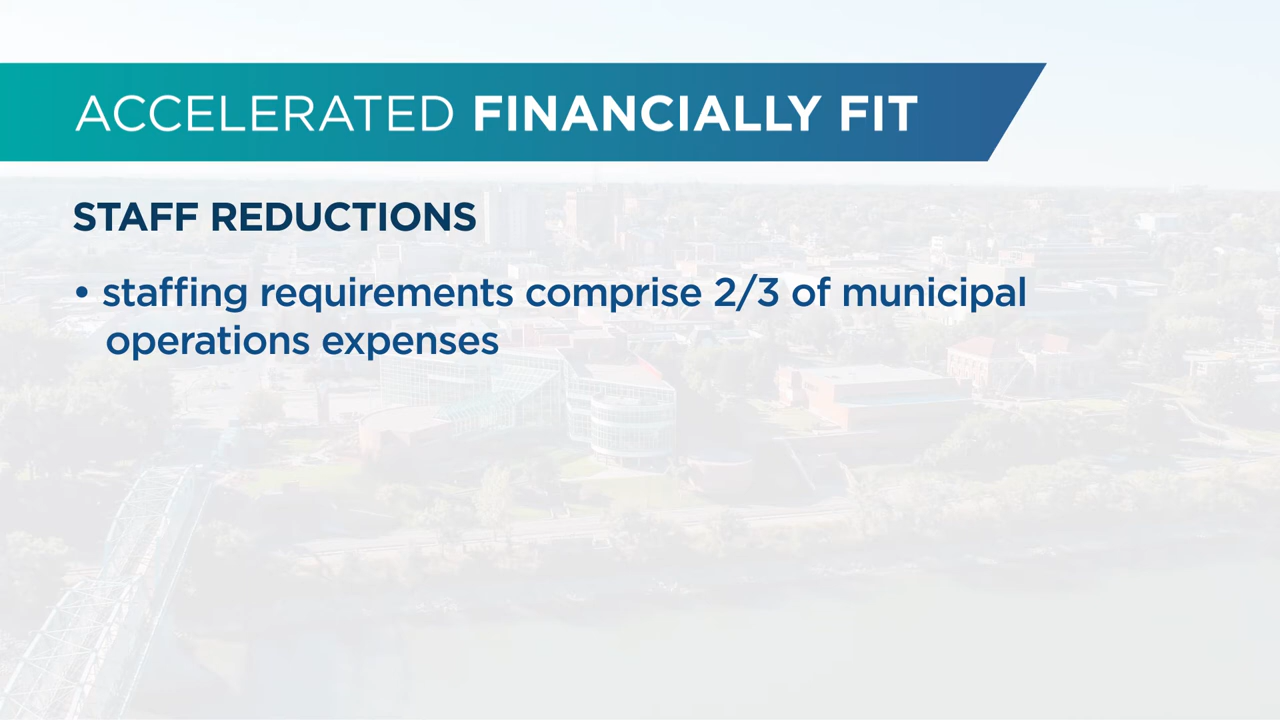 ACCELERATED FINANCIALLY FIT
STAFF REDUCTIONS
• staffing requirements comprise 2/3 of municipal
operations expenses